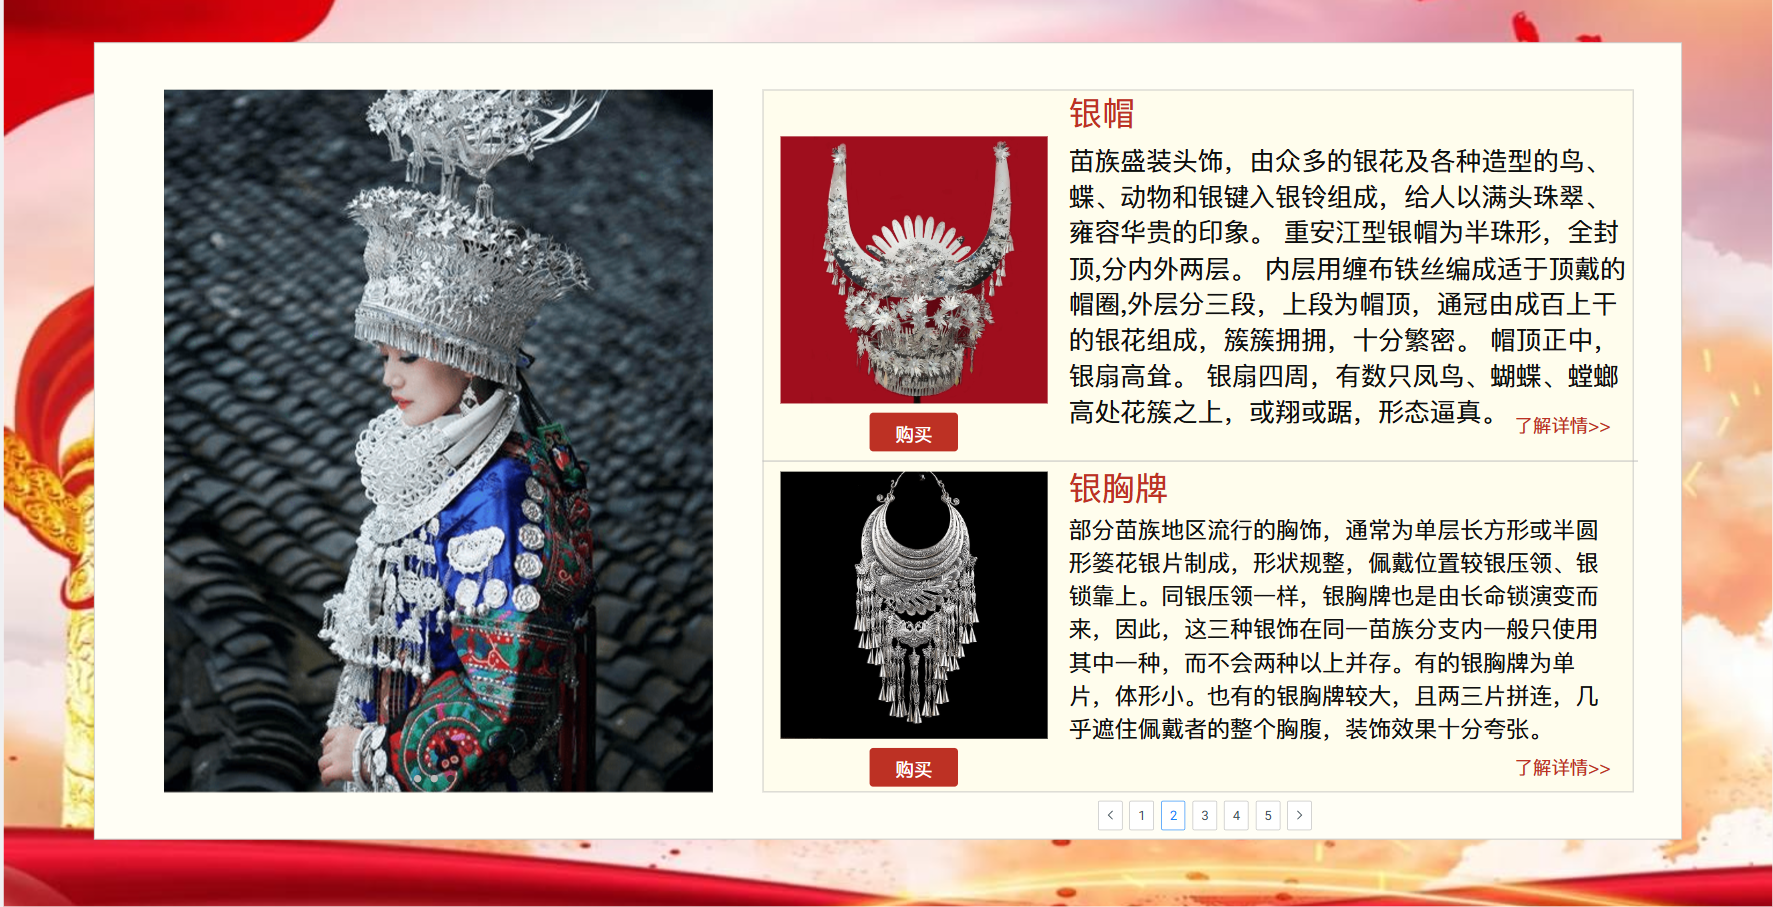 银帽
苗族盛装头饰，由众多的银花及各种造型的鸟、
蝶、动物和银键入银铃组成，给人以满头珠翠、
雍容华贵的印象。 重安江型银帽为半珠形，全封
顶,分内外两层。 内层用缠布铁丝编成适于顶戴的
帽圈,外层分三段，上段为帽顶，通冠由成百上干
的银花组成，簇簇拥拥，十分繁密。 帽顶正中，
银扇高耸。 银扇四周，有数只凤鸟、蝴蝶、螳螂
高处花簇之上，或翔或踞，形态逼真。
了解详情>>
购买
银胸牌
部分苗族地区流行的胸饰，通常为单层长方形或半圆
形篓花银片制成，形状规整，佩戴位置较银压领、银
锁靠上。同银压领一样，银胸牌也是由长命锁演变而
来，因此，这三种银饰在同一苗族分支内一般只使用
其中一种，而不会两种以上并存。有的银胸牌为单
片，体形小。也有的银胸牌较大，且两三片拼连，几
乎遮住佩戴者的整个胸腹，装饰效果十分夸张。
了解详情>>
购买
< 1 2 3 4 5 >